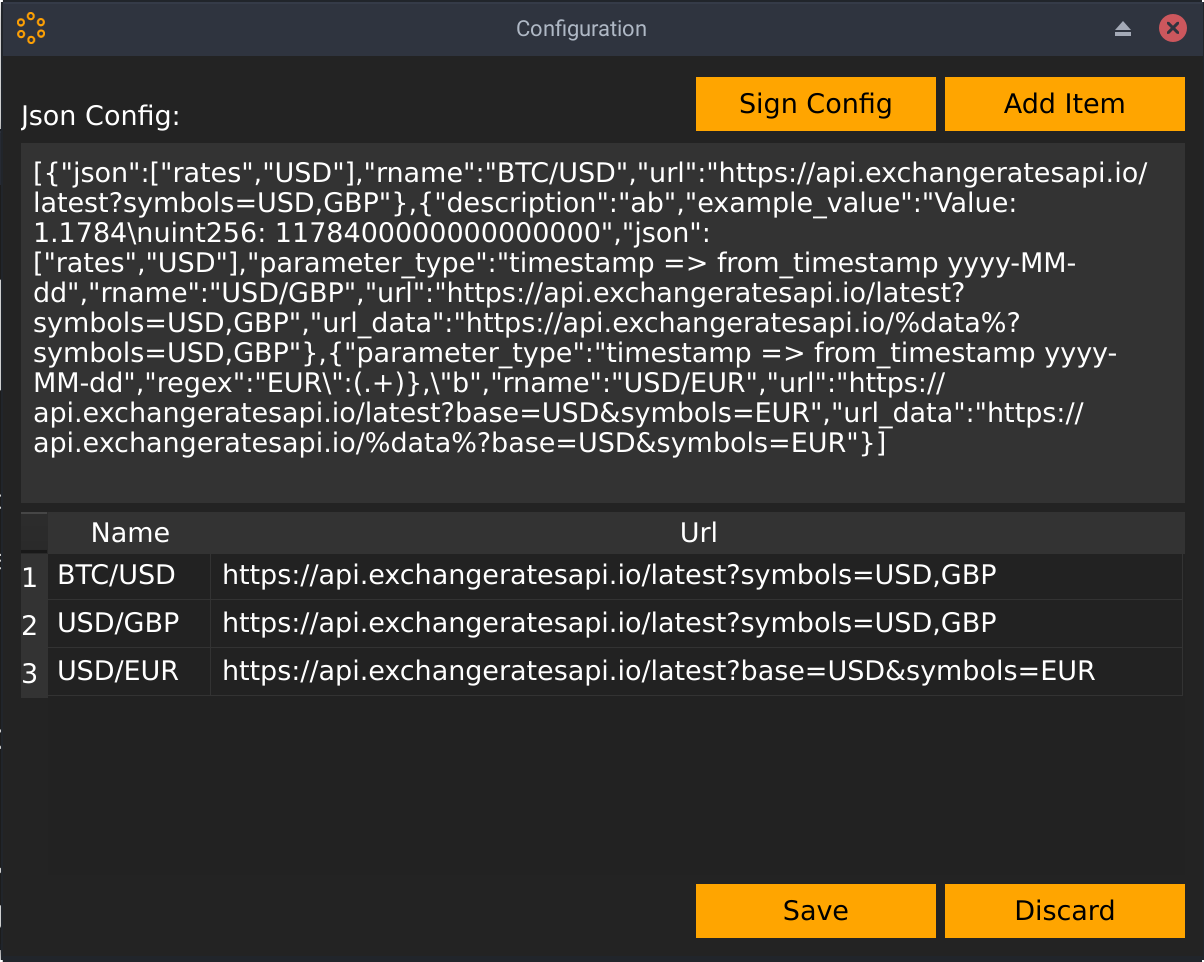 Configuration
Json Config:
Sign Config
Add Item
[{"json":["rates","USD"],"rname":"BTC/USD","url":"https://api.exchangeratesapi.io/
latest?symbols=USD,GBP"},{"description":"ab","example_value":"Value:
1.1784\nuint256: 1178400000000000000","json":
["rates","USD"],"parameter_type":"timestamp => from_timestamp yyyy-MM-
dd","rname":"USD/GBP","url":"https://api.exchangeratesapi.io/latest?
symbols=USD,GBP","url_data":"https://api.exchangeratesapi.io/%data%?
symbols=USD,GBP"},{"parameter_type":"timestamp => from_timestamp yyyy-
MM-dd","regex":"EUR\":(.+)},\"b","rname":"USD/EUR","url":"https://
api.exchangeratesapi.io/latest?base=USD&symbols=EUR","url_data":"https://
api.exchangeratesapi.io/%data%?base=USD&symbols=EUR"}]
Name Url
1 BTC/USD https://api.exchangeratesapi.io/latest?symbols=USD,GBP
2 USD/GBP https://api.exchangeratesapi.io/latest?symbols=USD,GBP
3 USD/EUR https://api.exchangeratesapi.io/latest?base=USD&symbols=EUR
Save
Discard